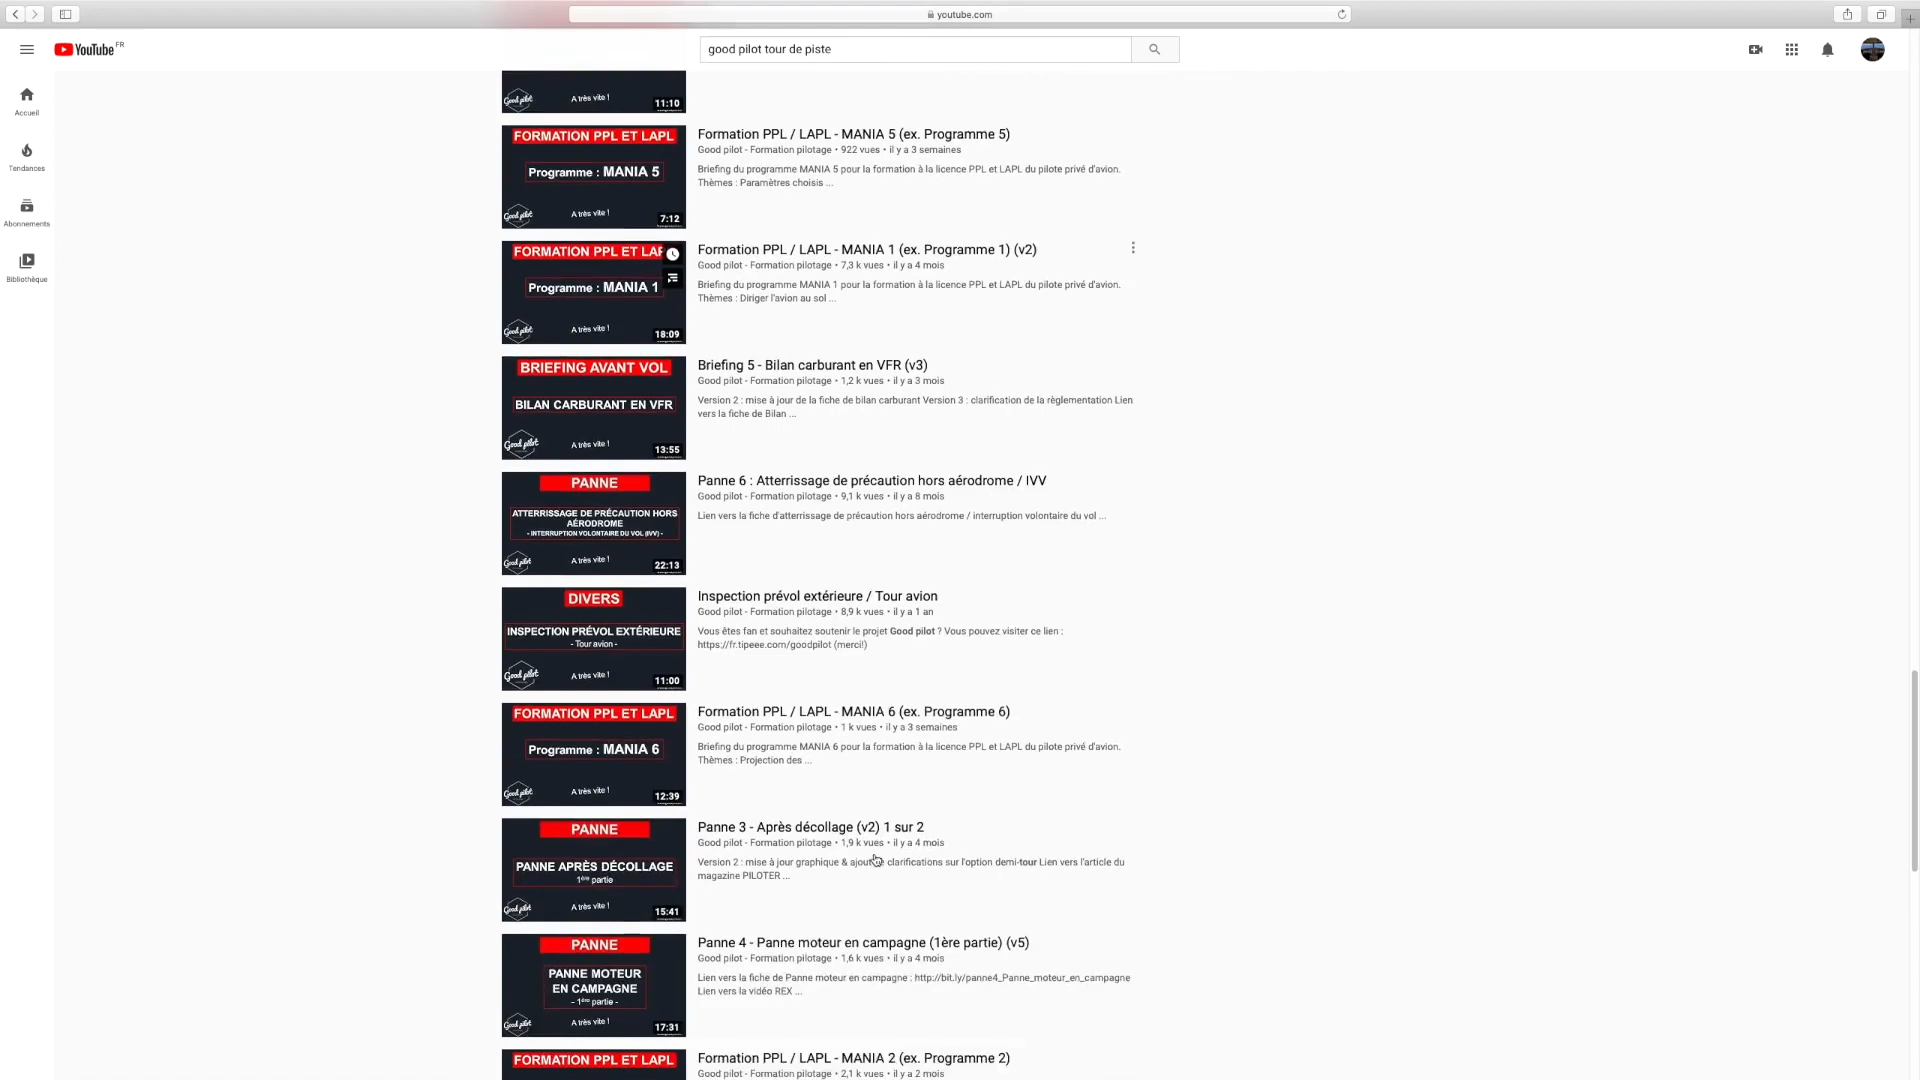 youtube.com
YouTube FR
good pilot tour de piste
Accueil
Tendances
Abonnements
Bibliothèque
Good pilot
A très vite !
11:10
FORMATION PPL ET LAPL
Programme : MANIA 5
Good pilot
A très vite !
7:12
Formation PPL / LAPL - MANIA 5 (ex. Programme 5)
Good pilot - Formation pilotage • 922 vues • il y a 3 semaines
Briefing du programme MANIA 5 pour la formation à la licence PPL et LAPL du pilote privé d'avion.
Thèmes : Paramètres choisis ...
FORMATION PPL ET LAP
Programme : MANIA 1
Good pilot
A très vite !
18:09
Formation PPL / LAPL - MANIA 1 (ex. Programme 1) (v2)
Good pilot - Formation pilotage • 7,3 k vues • il y a 4 mois
Briefing du programme MANIA 1 pour la formation à la licence PPL et LAPL du pilote privé d'avion.
Thèmes : Diriger l'avion au sol ...
BRIEFING AVANT VOL
BILAN CARBURANT EN VFR
Good pilot
A très vite !
13:55
Briefing 5 - Bilan carburant en VFR (v3)
Good pilot - Formation pilotage • 1,2 k vues • il y a 3 mois
Version 2 : mise à jour de la fiche de bilan carburant Version 3 : clarification de la règlementation Lien
vers la fiche de Bilan ...
PANNE
ATTERRISSAGE DE PRÉCAUTION HORS
AÉRODROME
- INTERRUPTION VOLONTAIRE DU VOL (IVV) -
Good pilot
A très vite !
22:13
Panne 6 : Atterrissage de précaution hors aérodrome / IVV
Good pilot - Formation pilotage • 9,1 k vues • il y a 8 mois
Lien vers la fiche d'atterrissage de précaution hors aérodrome / interruption volontaire du vol ...
DIVERS
INSPECTION PRÉVOL EXTÉRIEURE
- Tour avion -
Good pilot
A très vite !
11:00
Inspection prévol extérieure / Tour avion
Good pilot - Formation pilotage • 8,9 k vues • il y a 1 an
Vous êtes fan et souhaitez soutenir le projet Good pilot ? Vous pouvez visiter ce lien :
https://fr.tipeee.com/goodpilot (merci!)
FORMATION PPL ET LAPL
Programme : MANIA 6
Good pilot
A très vite !
12:39
Formation PPL / LAPL - MANIA 6 (ex. Programme 6)
Good pilot - Formation pilotage • 1 k vues • il y a 3 semaines
Briefing du programme MANIA 6 pour la formation à la licence PPL et LAPL du pilote privé d'avion.
Thèmes : Projection des ...
PANNE
PANNE APRÈS DÉCOLLAGE
1ère partie
Good pilot
A très vite !
15:41
Panne 3 - Après décollage (v2) 1 sur 2
Good pilot - Formation pilotage • 1,9 k vues • il y a 4 mois
Version 2 : mise à jour graphique & ajout clarifications sur l'option demi-tour Lien vers l'article du
magazine PILOTER ...
PANNE
PANNE MOTEUR
EN CAMPAGNE
- 1ère partie -
Good pilot
A très vite !
17:31
Panne 4 - Panne moteur en campagne (1ère partie) (v5)
Good pilot - Formation pilotage • 1,6 k vues • il y a 4 mois
Lien vers la fiche de Panne moteur en campagne : http://bit.ly/panne4_Panne_moteur_en_campagne
Lien vers la vidéo REX ...
FORMATION PPL ET LAPL
Formation PPL / LAPL - MANIA 2 (ex. Programme 2)
Good pilot - Formation pilotage • 2,1 k vues • il y a 2 mois